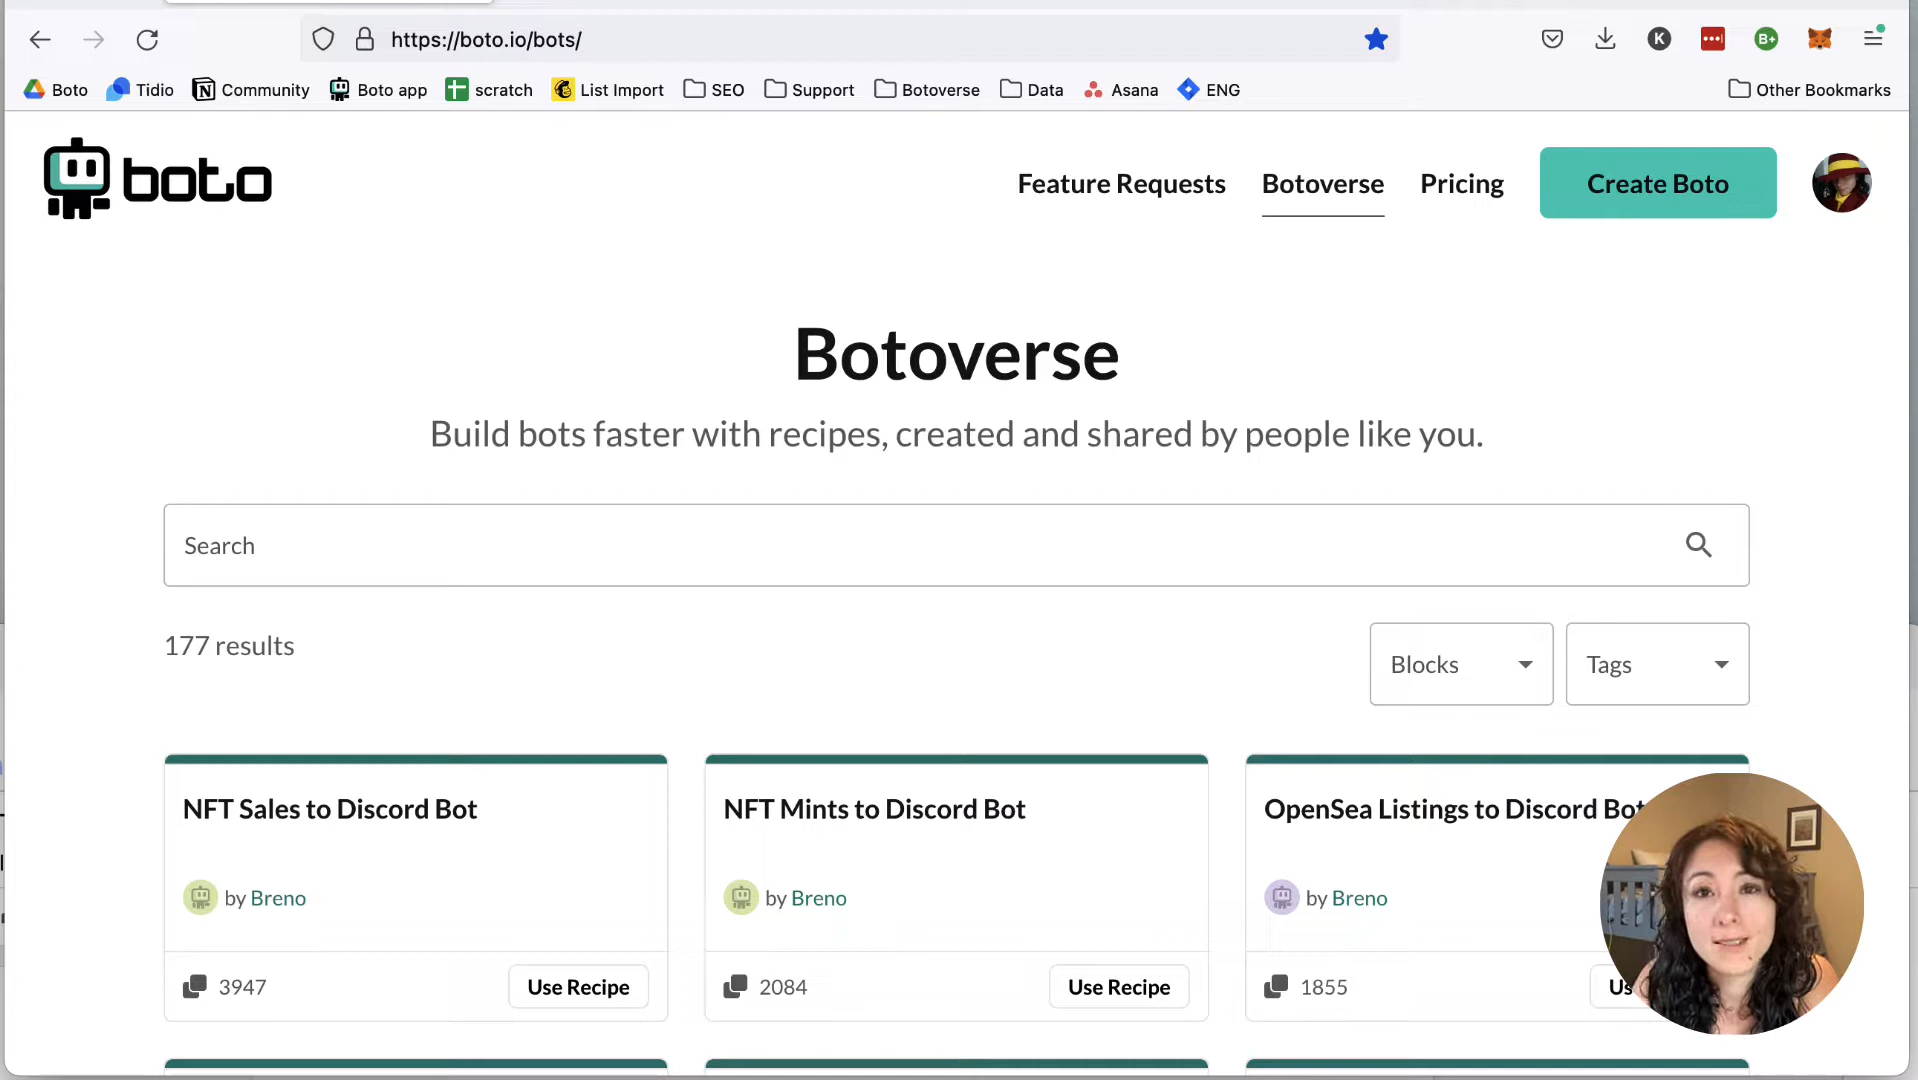 https://boto.io/bots/
K
B+
Boto
Tidio
Community
Boto app
scratch
List Import
SEO
Support
Botoverse
Data
Asana
ENG
Other Bookmarks
boto
Feature Requests
Botoverse
Pricing
Create Boto
Botoverse
Build bots faster with recipes, created and shared by people like you.
Search
177 results
Blocks
Tags
NFT Sales to Discord Bot
by Breno
3947
Use Recipe
NFT Mints to Discord Bot
by Breno
2084
Use Recipe
OpenSea Listings to Discord Bot
by Breno
1855
Us